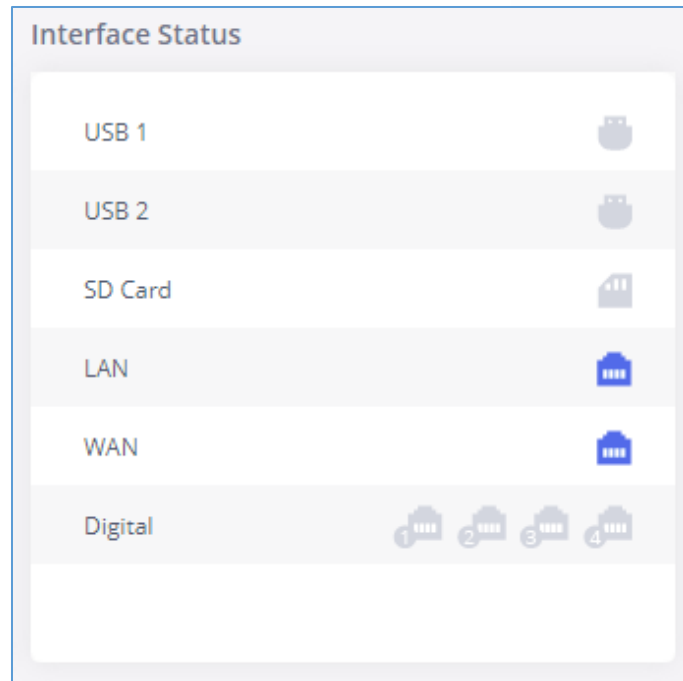 Interface Status
USB 1
USB 2
SD Card
LAN
WAN
Digital 1 2 3 4